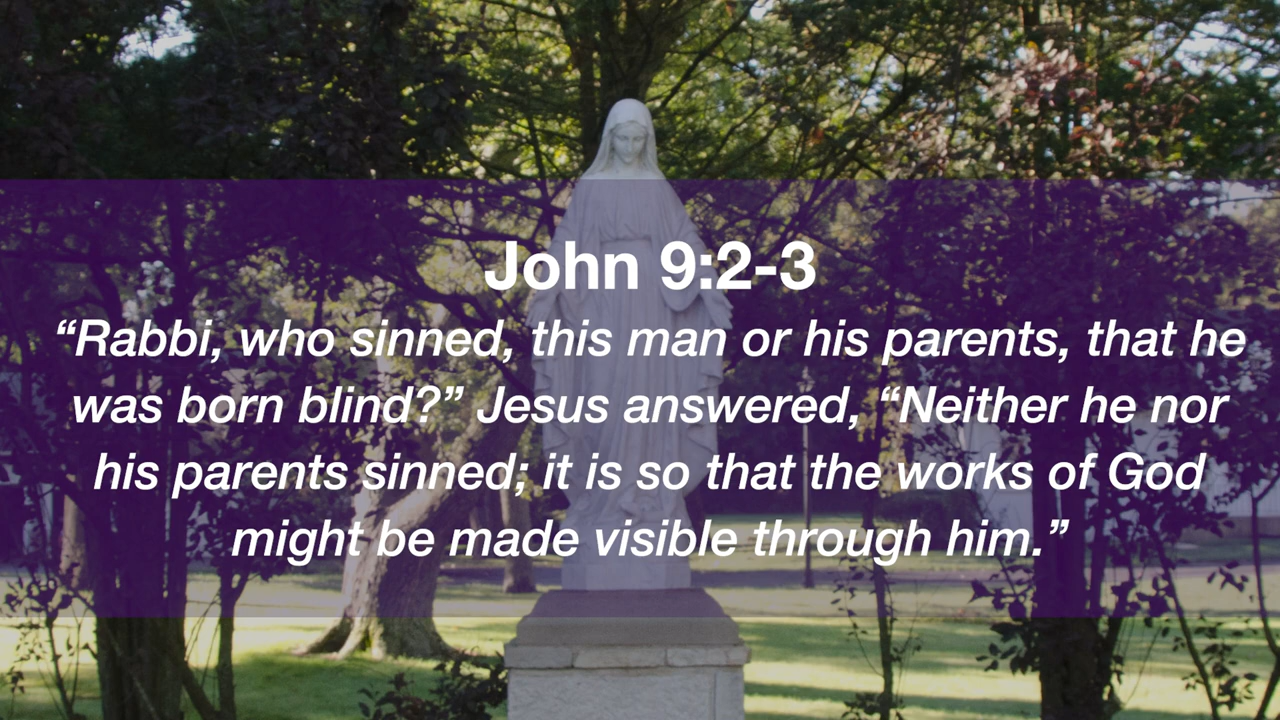 John 9:2-3
“Rabbi, who sinned, this man or his parents, that he
was born blind?” Jesus answered, “Neither he nor
his parents sinned; it is so that the works of God
might be made visible through him.”